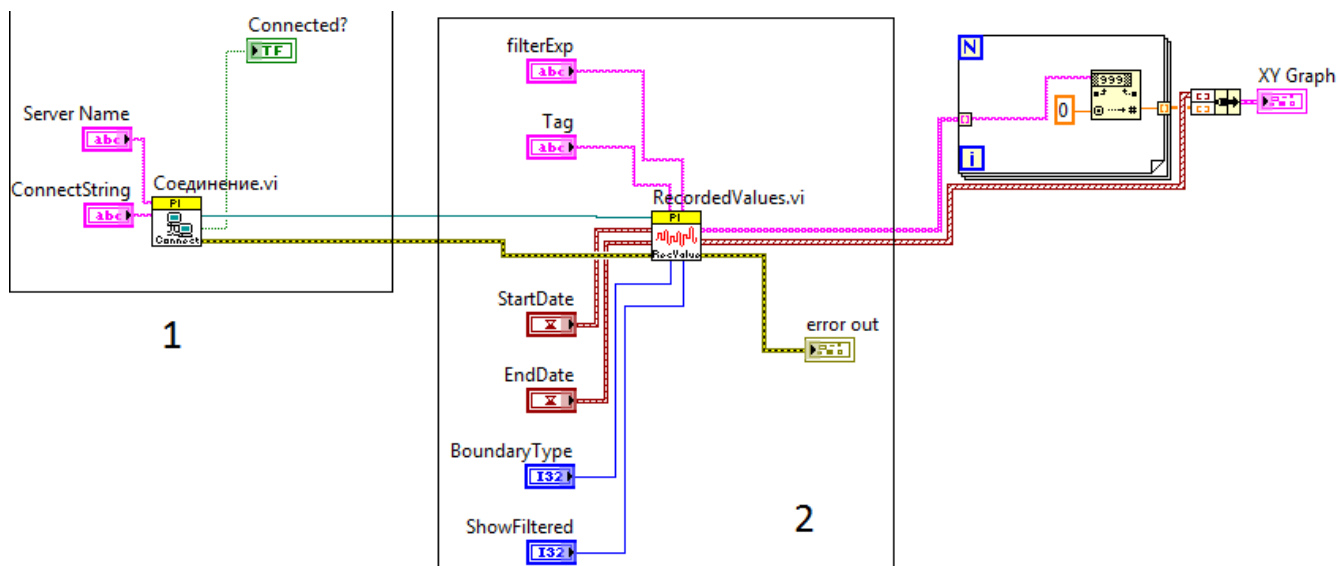 Connected?
TF
Server Name
abc
ConnectString
abc
Соединение.vi
PI
Connect
1
filterExp
abc
Tag
abc
RecordedValues.vi
PI
RecValue
StartDate
EndDate
BoundaryType
I32
ShowFiltered
I32
error out
2
N
i
999
0
#
XY Graph